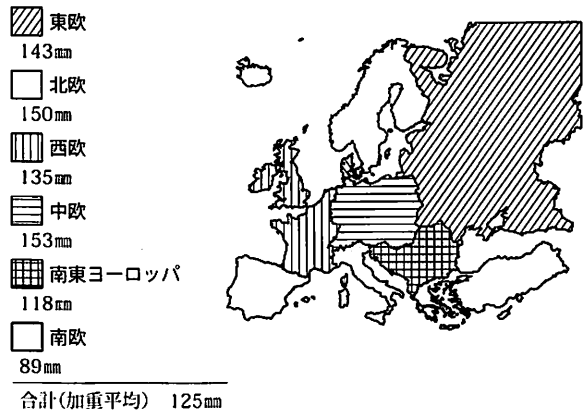 東欧
143㎜
北欧
150㎜
西欧
135㎜
中欧
153㎜
南東ヨーロッパ
118㎜
南欧
89㎜
合計(加重平均) 125㎜